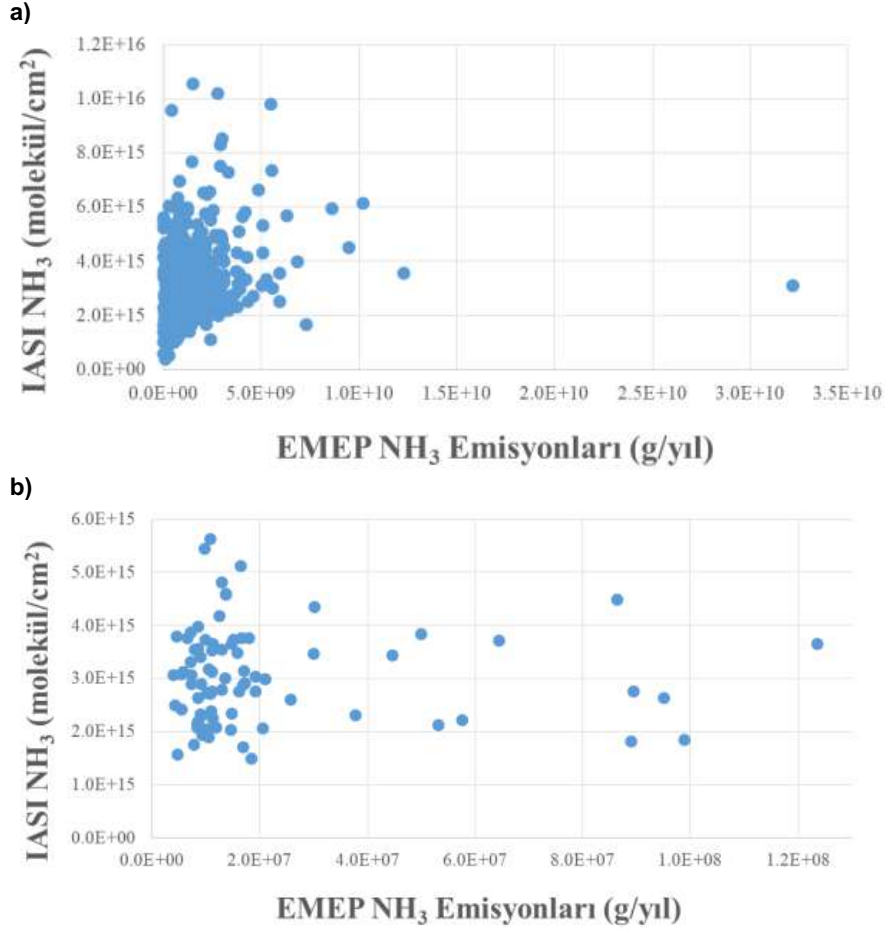 a)
1.2E+16
1.0E+16
8.0E+15
6.0E+15
4.0E+15
2.0E+15
0.0E+00
0.0E+00 5.0E+09 1.0E+10 1.5E+10 2.0E+10 2.5E+10 3.0E+10 3.5E+10
IASI NH₃ (molekül/cm²)
EMEP NH₃ Emisyonları (g/yıl)
b)
6.0E+15
5.0E+15
4.0E+15
3.0E+15
2.0E+15
1.0E+15
0.0E+00
0.0E+00 2.0E+07 4.0E+07 6.0E+07 8.0E+07 1.0E+08 1.2E+08
IASI NH₃ (molekül/cm²)
EMEP NH₃ Emisyonları (g/yıl)